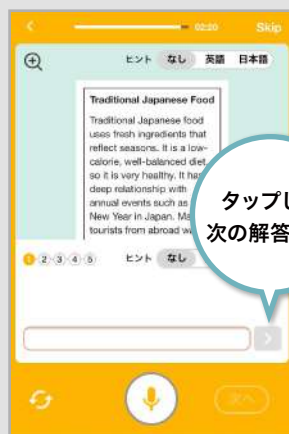 02:20 Skip
ヒント なし 英語 日本語
Traditional Japanese Food
Traditional Japanese food
uses fresh ingredients that
reflect seasons. It is a low-
calorie, well-balanced diet,
so it is very healthy. It has
deep relationship with
annual events such as
New Year in Japan. Ma
tourists from abroad w
タップし
次の解答
1 2 3 4 5 ヒント なし
次へ